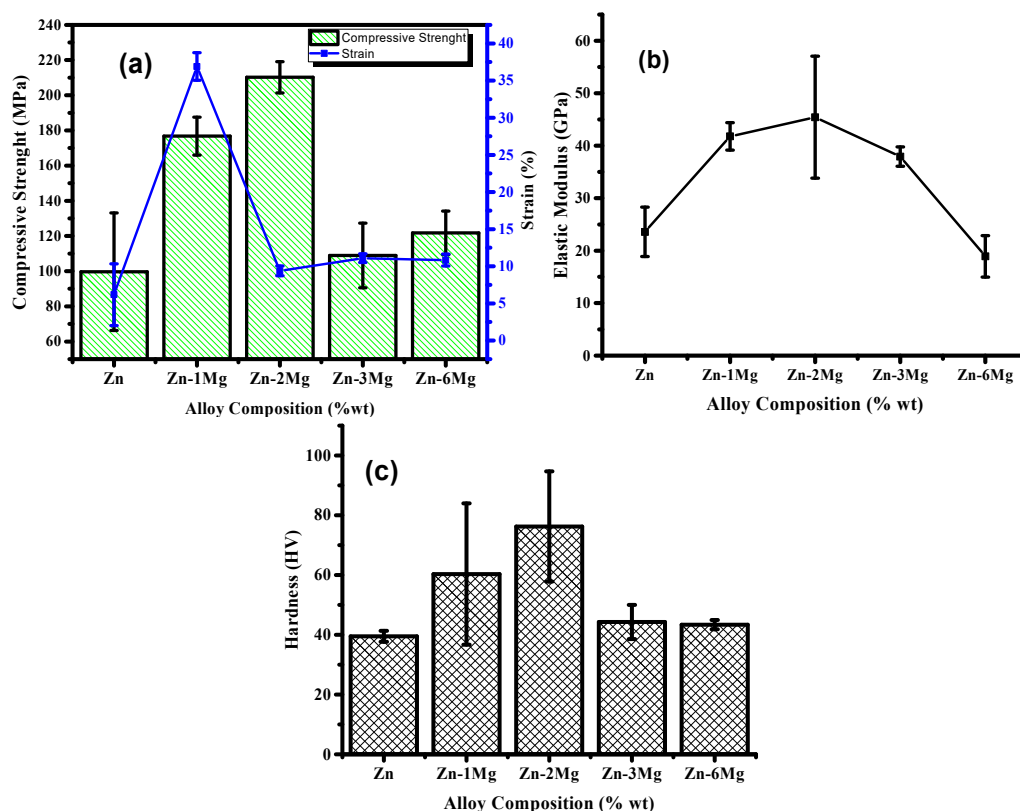 (a)
Compressive Strenght
Strain
Compressive Strenght (MPa)
240
220
200
180
160
140
120
100
80
60
Strain (%)
40
35
30
25
20
15
10
5
0
Zn Zn-1Mg Zn-2Mg Zn-3Mg Zn-6Mg
Alloy Composition (%wt)
(b)
Elastic Modulus (GPa)
60
50
40
30
20
10
0
Zn Zn-1Mg Zn-2Mg Zn-3Mg Zn-6Mg
Alloy Composition (% wt)
(c)
Hardness (HV)
100
80
60
40
20
0
Zn Zn-1Mg Zn-2Mg Zn-3Mg Zn-6Mg
Alloy Composition (% wt)